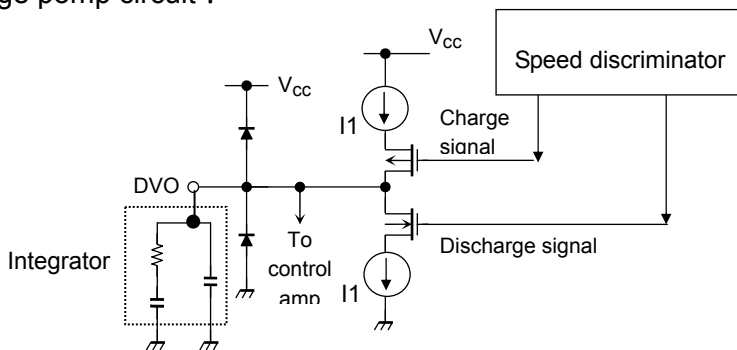 ge pump circuit .
VCC
Speed discriminator
VCC
I1
Charge
signal
DVO
To
control
amp
Discharge signal
Integrator
I1